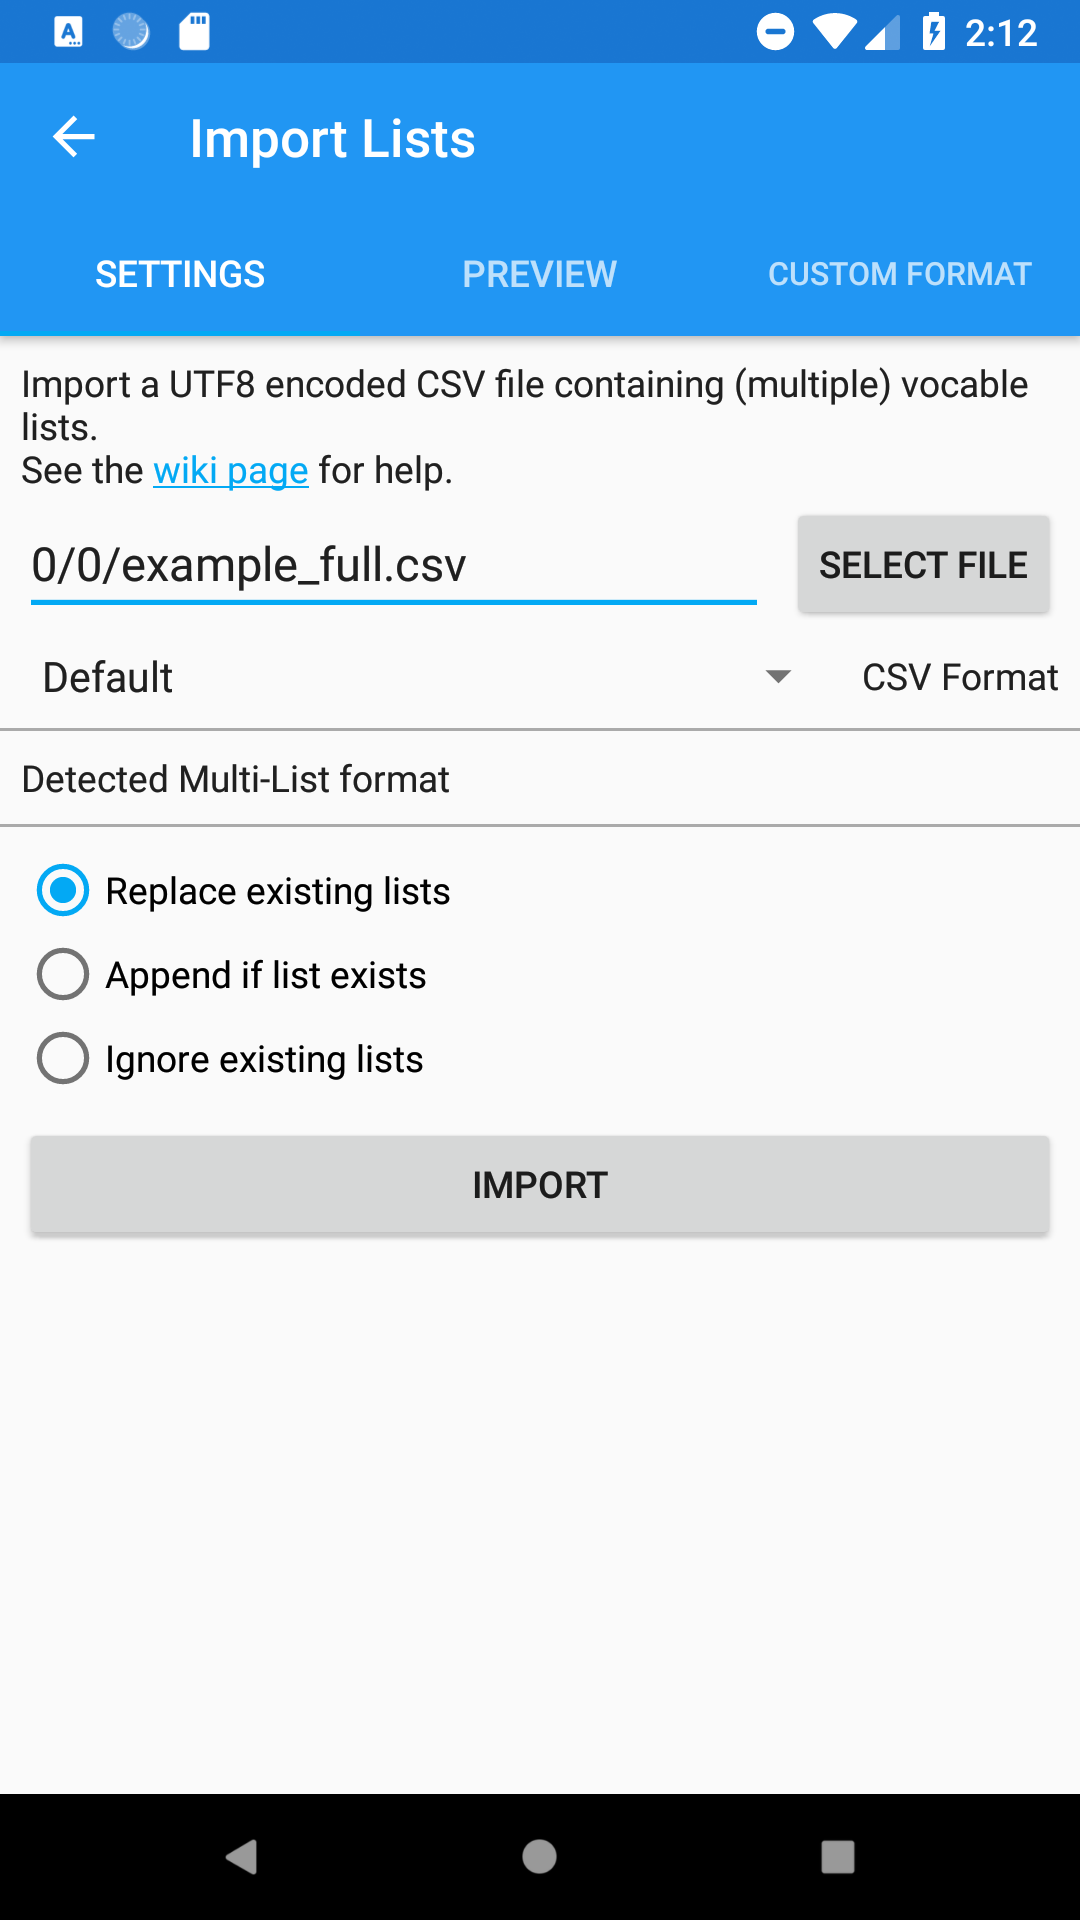 2:12
Import Lists
SETTINGS PREVIEW CUSTOM FORMAT
Import a UTF8 encoded CSV file containing (multiple) vocable
lists.
See the wiki page for help.
0/0/example_full.csv SELECT FILE
Default CSV Format
Detected Multi-List format
Replace existing lists
Append if list exists
Ignore existing lists
IMPORT